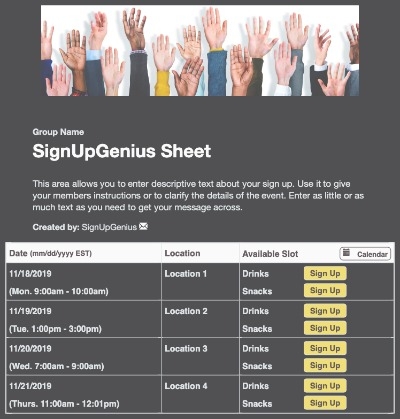 Group Name
SignUpGenius Sheet
This area allows you to enter descriptive text about your sign up. Use it to give
your members instructions or to clarify the details of the event. Enter as little or as
much text as you need to get your message across.
Created by: SignUpGenius
Date (mm/dd/yyyy EST) Location Available Slot Calendar
11/18/2019 Location 1 Drinks Sign Up
(Mon. 9:00am - 10:00am) Snacks Sign Up
11/19/2019 Location 2 Drinks Sign Up
(Tue. 1:00pm - 3:00pm) Snacks Sign Up
11/20/2019 Location 3 Drinks Sign Up
(Wed. 7:00am - 9:00am) Snacks Sign Up
11/21/2019 Location 4 Drinks Sign Up
(Thurs. 11:00am - 12:01pm) Snacks Sign Up